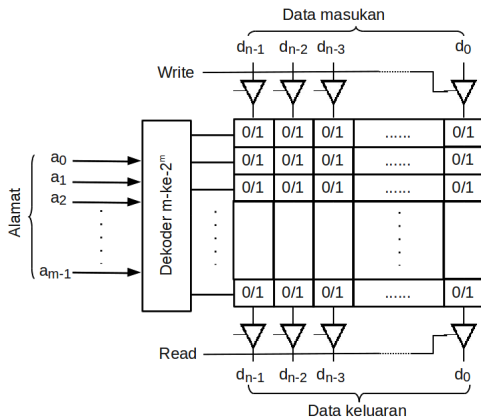 Data masukan
dn-1 dn-2 dn-3 d0
Write
0/1 0/1 0/1 ...... 0/1
0/1 0/1 0/1 ...... 0/1
0/1 0/1 0/1 ...... 0/1
Alamat
a0
a1
a2
am-1
Dekoder m-ke-2m
0/1 0/1 0/1 ...... 0/1
Read
dn-1 dn-2 dn-3 d0
Data keluaran